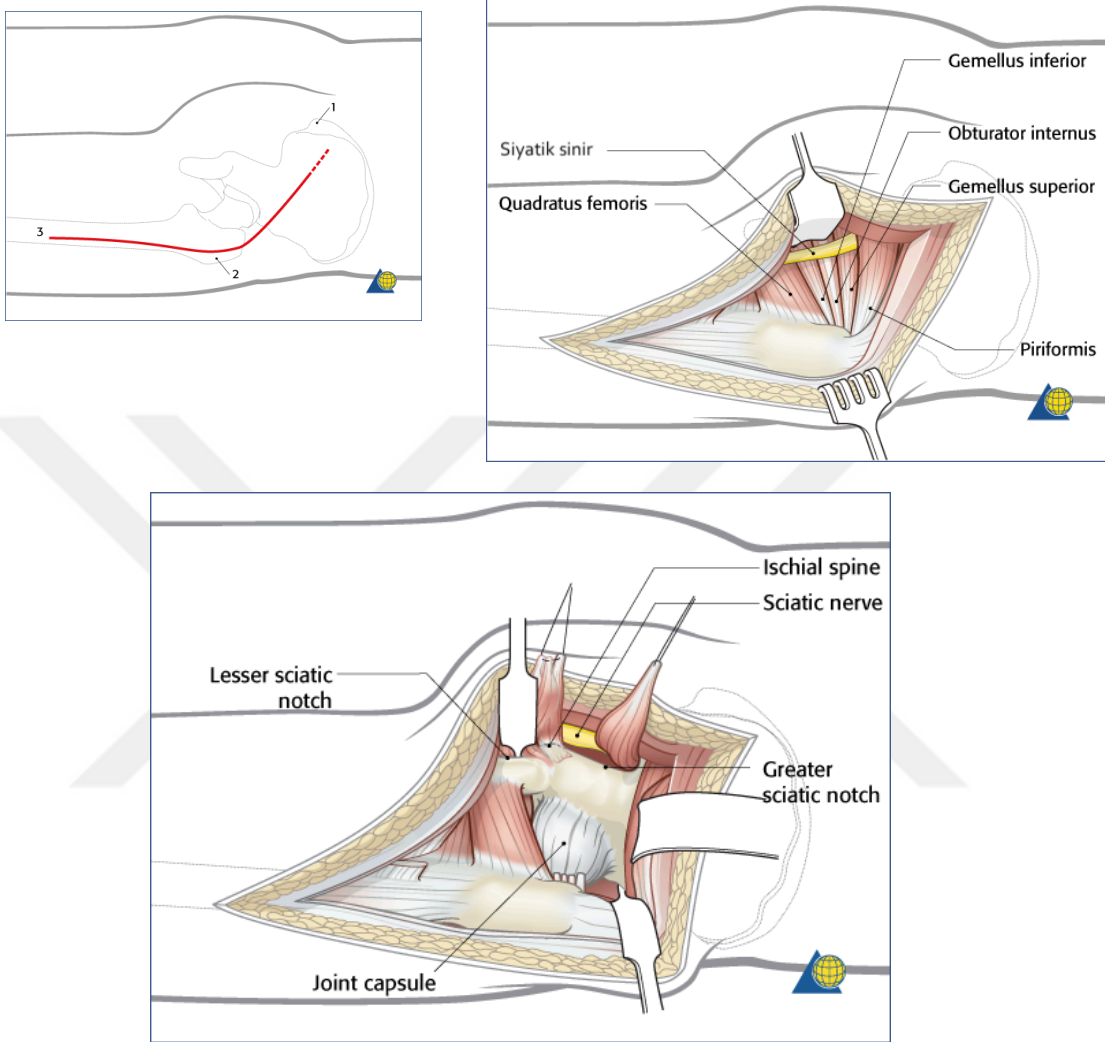 1
2
3
Gemellus inferior
Obturator internus
Siyatik sinir
Gemellus superior
Quadratus femoris
Piriformis
Ischial spine
Sciatic nerve
Lesser sciatic
notch
Greater
sciatic notch
Joint capsule